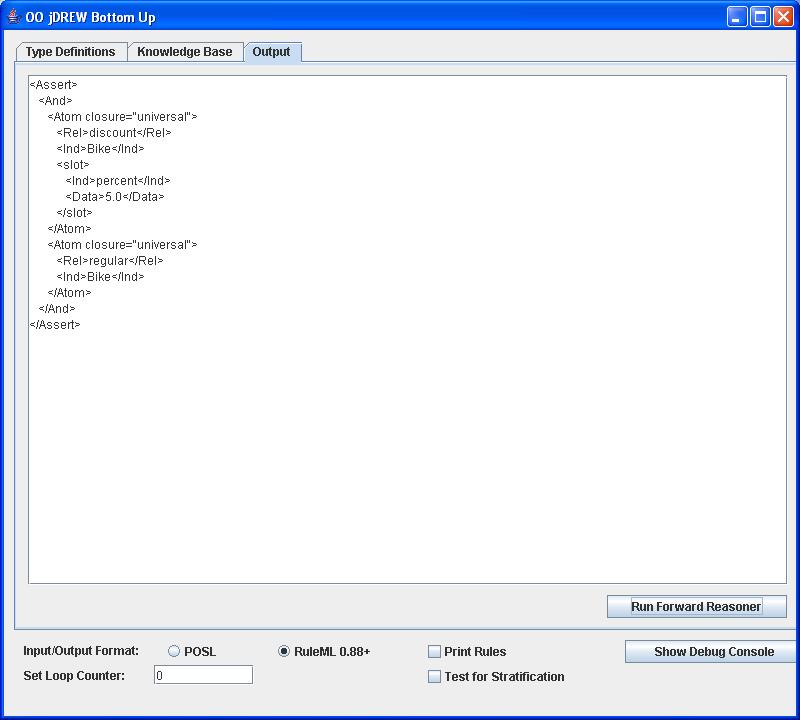 OO jDREW Bottom Up
Type Definitions Knowledge Base Output
<Assert>
<And>
<Atom closure="universal">
<Rel>discount</Rel>
<Ind>Bike</Ind>
<slot>
<Ind>percent</Ind>
<Data>5.0</Data>
</slot>
</Atom>
<Atom closure="universal">
<Rel>regular</Rel>
<Ind>Bike</Ind>
</Atom>
</And>
</Assert>
Run Forward Reasoner
Input/Output Format: POSL RuleML 0.88+ Print Rules Show Debug Console
Set Loop Counter: 0 Test for Stratification